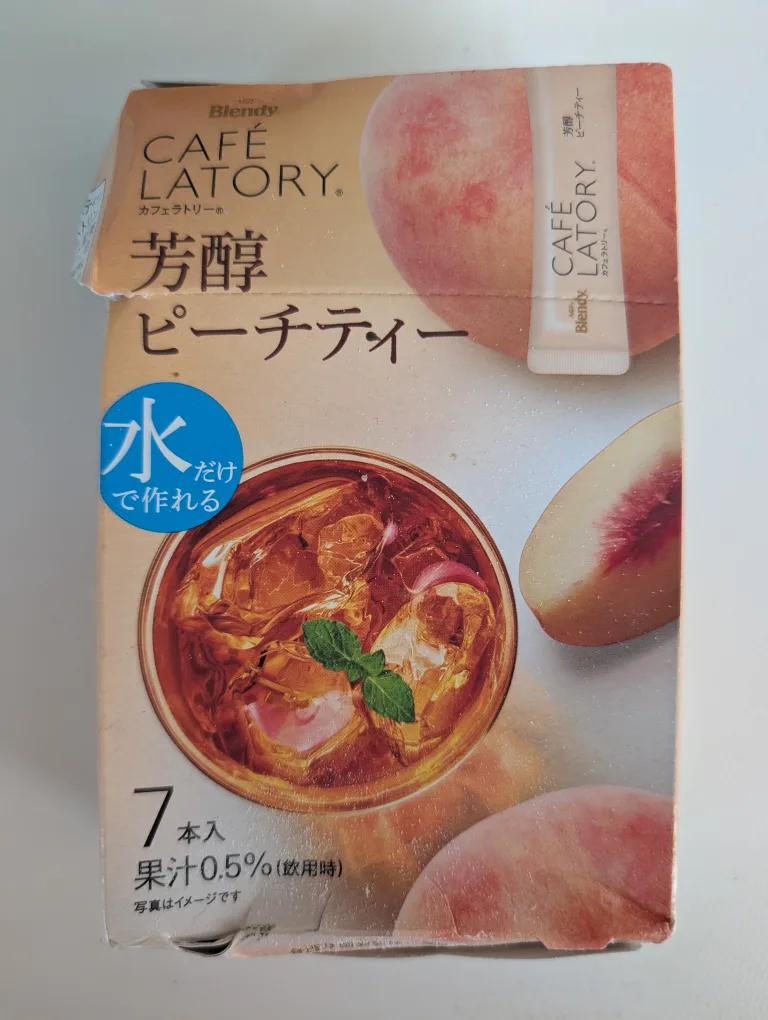 AGF
Blendy
CAFÉ
LATORY®
カフェラトリー®
芳醇
ピーチティー
水だけ
で作れる
7本入
果汁0.5%(飲用時)
写真はイメージです
芳醇
ピーチティー
CAFÉ
LATORY®
カフェラトリー®
AGF
Blendy